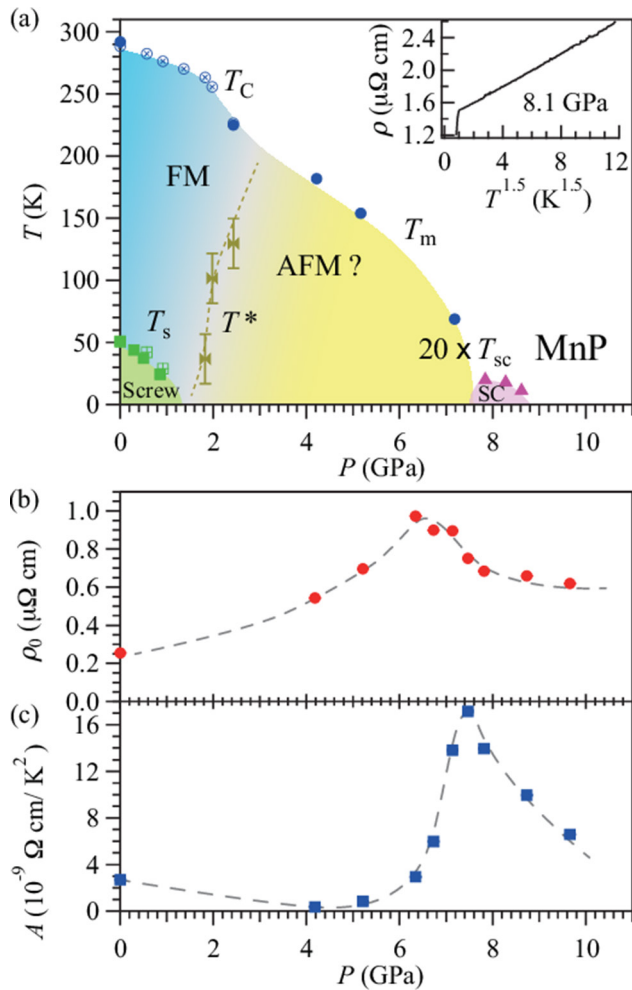 (a)
300
250
200
150
100
50
0
T (K)
T_C
FM
T_m
AFM ?
T_s
T*
Screw
20 x T_sc
SC
MnP
0 2 4 6 8 10
P (GPa)
2.4
2.0
1.6
1.2
ρ (μΩ cm)
8.1 GPa
0 4 8 12
T^1.5 (K^1.5)
(b)
1.0
0.8
0.6
0.4
0.2
0.0
ρ_0 (μΩ cm)
(c)
16
12
8
4
0
A (10^-9 Ω cm/ K^2)
0 2 4 6 8 10
P (GPa)